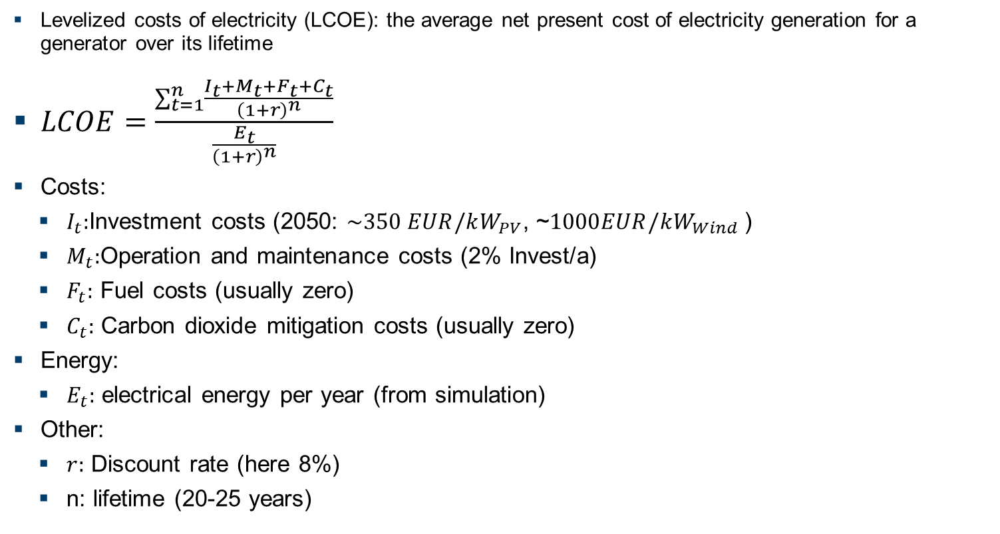 ▪ Levelized costs of electricity (LCOE): the average net present cost of electricity generation for a
generator over its lifetime
▪ LCOE = \frac{\sum_{t=1}^{n} \frac{I_t+M_t+F_t+C_t}{(1+r)^n}}{\frac{E_t}{(1+r)^n}}
▪ Costs:
▪ I_t:Investment costs (2050: ~350 EUR/kW_{PV}, ~1000EUR/kW_{Wind} )
▪ M_t:Operation and maintenance costs (2% Invest/a)
▪ F_t: Fuel costs (usually zero)
▪ C_t: Carbon dioxide mitigation costs (usually zero)
▪ Energy:
▪ E_t: electrical energy per year (from simulation)
▪ Other:
▪ r: Discount rate (here 8%)
▪ n: lifetime (20-25 years)